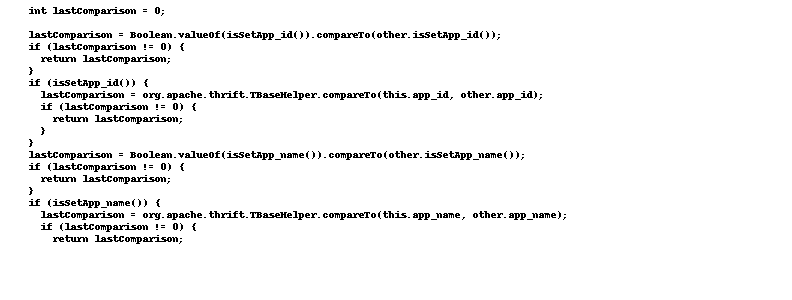 int lastComparison = 0;

lastComparison = Boolean.valueOf(isSetApp_id()).compareTo(other.isSetApp_id());
if (lastComparison != 0) {
  return lastComparison;
}
if (isSetApp_id()) {
  lastComparison = org.apache.thrift.TBaseHelper.compareTo(this.app_id, other.app_id);
  if (lastComparison != 0) {
    return lastComparison;
  }
}
lastComparison = Boolean.valueOf(isSetApp_name()).compareTo(other.isSetApp_name());
if (lastComparison != 0) {
  return lastComparison;
}
if (isSetApp_name()) {
  lastComparison = org.apache.thrift.TBaseHelper.compareTo(this.app_name, other.app_name);
  if (lastComparison != 0) {
    return lastComparison;